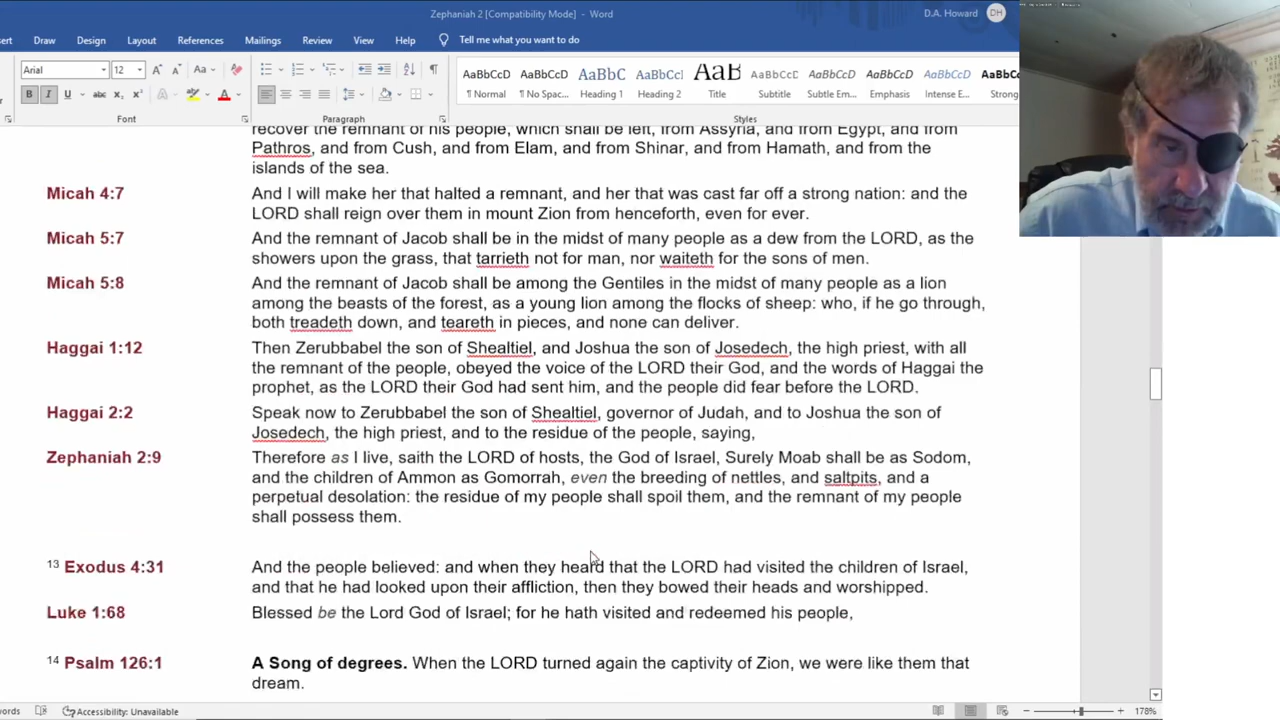 Zephaniah 2 [Compatibility Mode] - Word
D.A. Howard DH
Draw Design Layout References Mailings Review View Help Tell me what you want to do
Arial 12
Font Paragraph Styles
AaBbCcD AaBbCcD AaBbC AaBbCcD AaB AaBbCcD AaBbCcD AaBbCcD AaBbCcD
¶ Normal ¶ No Spac... Heading 1 Heading 2 Title Subtitle Subtle Em... Emphasis Intense E... Strong
recover the remnant of his people, which shall be left, from Assyria, and from Egypt, and from
Pathros, and from Cush, and from Elam, and from Shinar, and from Hamath, and from the
islands of the sea.
Micah 4:7 And I will make her that halted a remnant, and her that was cast far off a strong nation: and the
LORD shall reign over them in mount Zion from henceforth, even for ever.
Micah 5:7 And the remnant of Jacob shall be in the midst of many people as a dew from the LORD, as the
showers upon the grass, that tarrieth not for man, nor waiteth for the sons of men.
Micah 5:8 And the remnant of Jacob shall be among the Gentiles in the midst of many people as a lion
among the beasts of the forest, as a young lion among the flocks of sheep: who, if he go through,
both treadeth down, and teareth in pieces, and none can deliver.
Haggai 1:12 Then Zerubbabel the son of Shealtiel, and Joshua the son of Josedech, the high priest, with all
the remnant of the people, obeyed the voice of the LORD their God, and the words of Haggai the
prophet, as the LORD their God had sent him, and the people did fear before the LORD.
Haggai 2:2 Speak now to Zerubbabel the son of Shealtiel, governor of Judah, and to Joshua the son of
Josedech, the high priest, and to the residue of the people, saying,
Zephaniah 2:9 Therefore as I live, saith the LORD of hosts, the God of Israel, Surely Moab shall be as Sodom,
and the children of Ammon as Gomorrah, even the breeding of nettles, and saltpits, and a
perpetual desolation: the residue of my people shall spoil them, and the remnant of my people
shall possess them.
13 Exodus 4:31 And the people believed: and when they heard that the LORD had visited the children of Israel,
and that he had looked upon their affliction, then they bowed their heads and worshipped.
Luke 1:68 Blessed be the Lord God of Israel; for he hath visited and redeemed his people,
14 Psalm 126:1 A Song of degrees. When the LORD turned again the captivity of Zion, we were like them that
dream.
Accessibility: Unavailable 178%